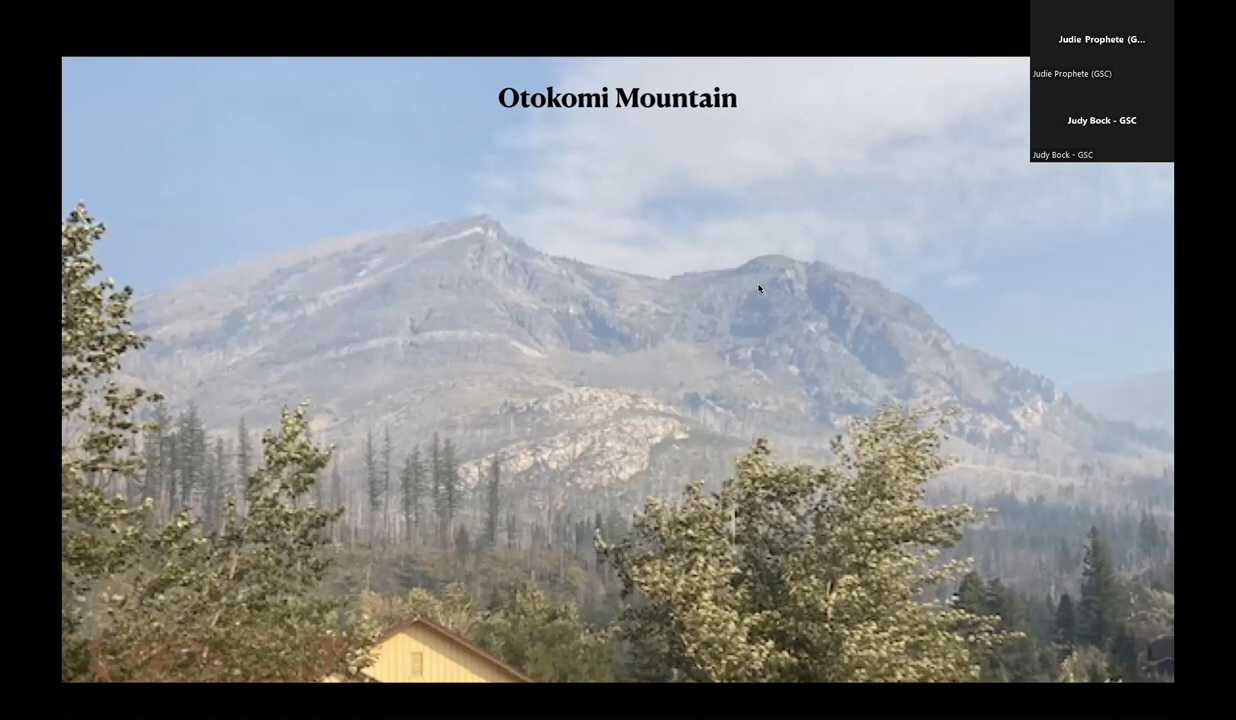 Otokomi Mountain
Judie Prophete (G...
Judie Prophete (GSC)
Judy Bock - GSC
Judy Bock - GSC